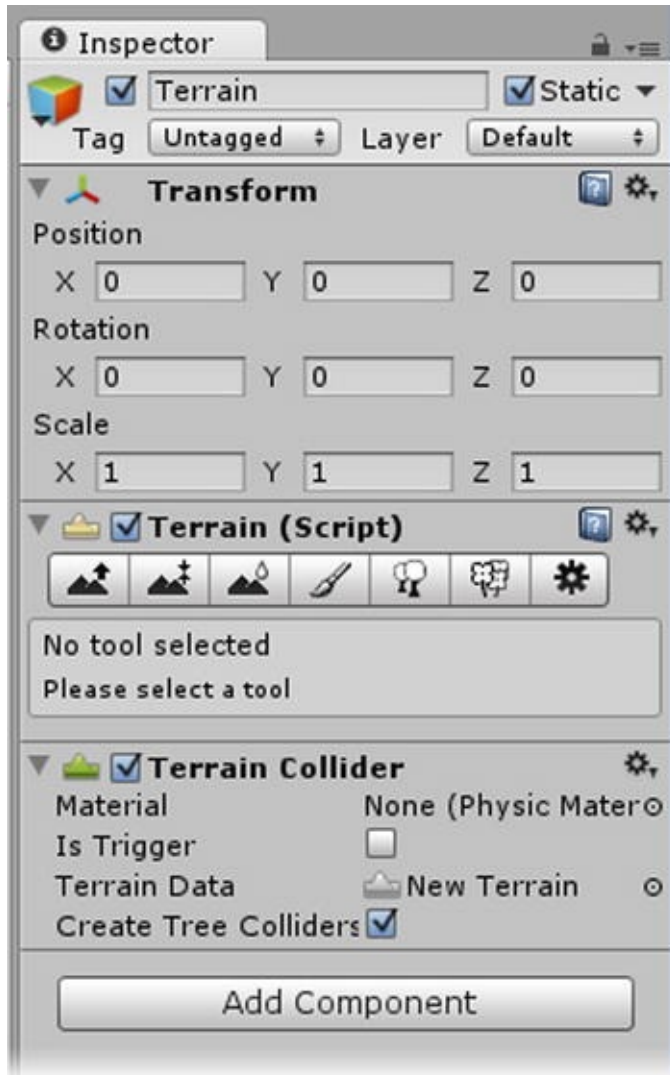 Inspector
Terrain Static
Tag Untagged Layer Default
Transform
Position
X 0 Y 0 Z 0
Rotation
X 0 Y 0 Z 0
Scale
X 1 Y 1 Z 1
Terrain (Script)
No tool selected
Please select a tool
Terrain Collider
Material None (Physic Mater
Is Trigger
Terrain Data New Terrain
Create Tree Colliders
Add Component